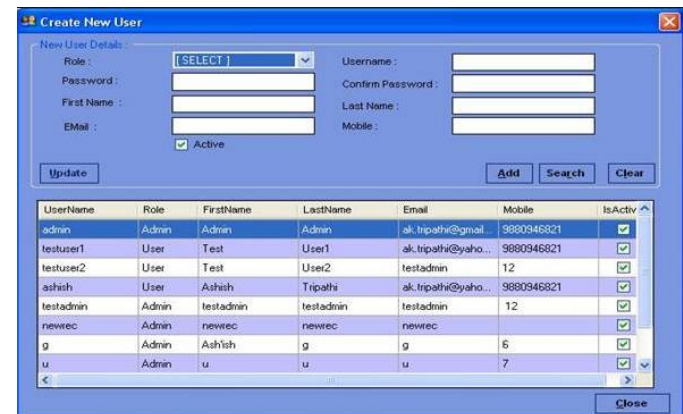 Create New User
New User Details :
Role : [ SELECT ] Username :
Password : Confirm Password :
First Name : Last Name :
EMail : Mobile :
Active
Update Add Search Clear
UserName Role FirstName LastName Email Mobile IsActiv
admin Admin Admin Admin ak.tripathi@gmail... 9880946821
testuser1 User Test User1 ak.tripathi@yaho... 9880946821
testuser2 User Test User2 testadmin 12
ashish User Ashish Tripathi ak.tripathi@yaho... 9880946821
testadmin Admin testadmin testadmin testadmin 12
newrec Admin newrec newrec newrec
g Admin Ash'ish g g 6
u Admin u u u 7
Close